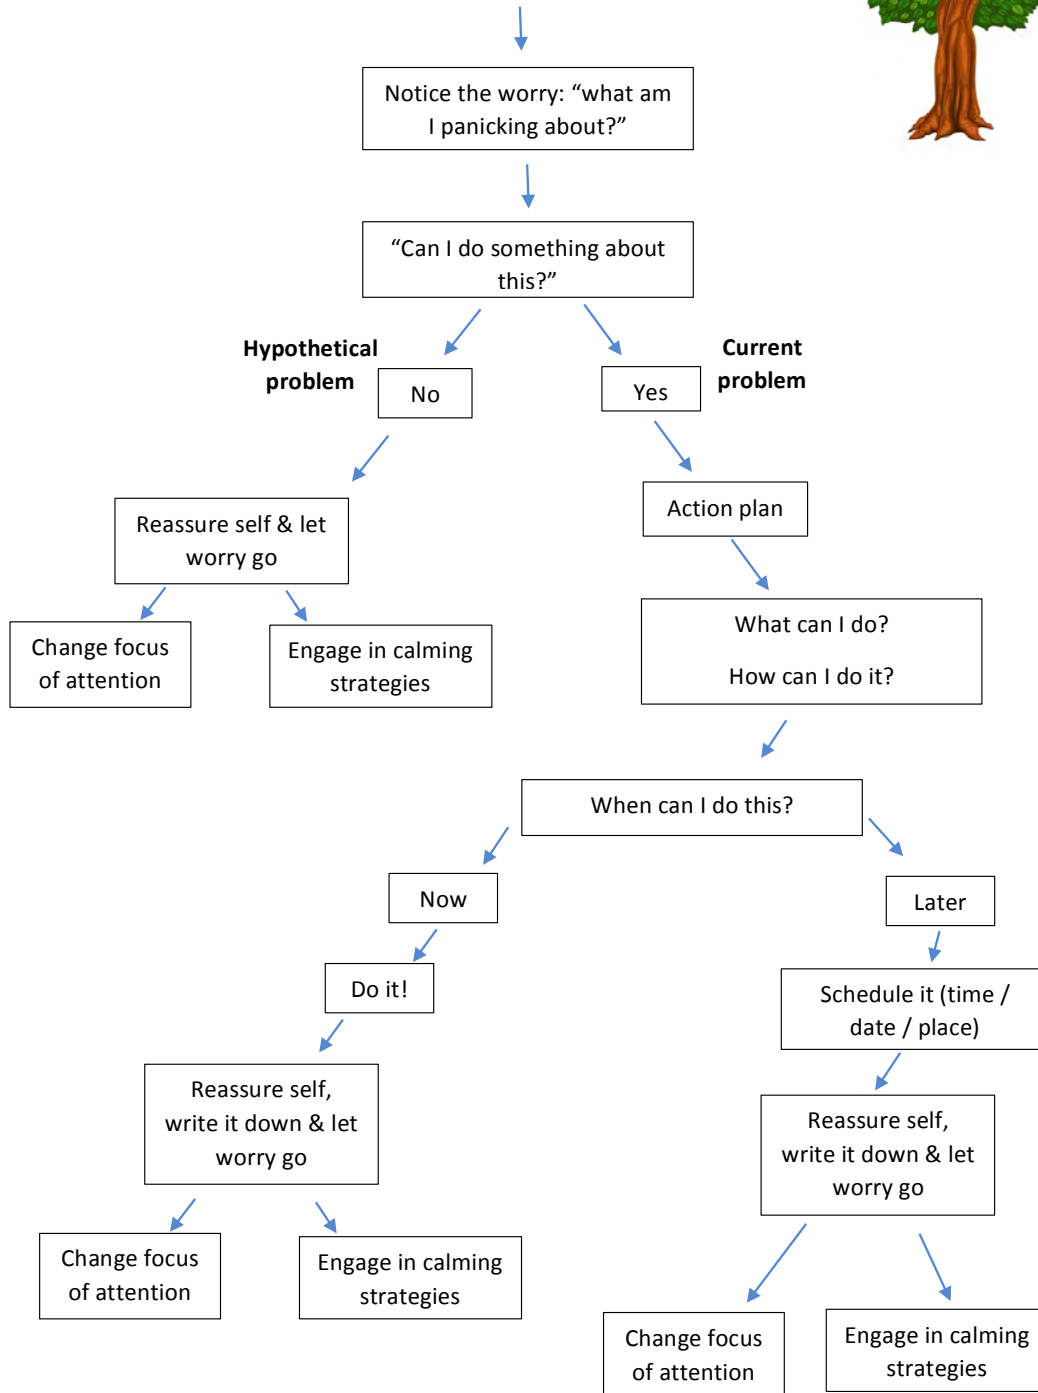 Notice the worry: “what am
I panicking about?”
“Can I do something about
this?”
Hypothetical
problem
Current
problem
No
Yes
Reassure self & let
worry go
Action plan
Change focus
of attention
Engage in calming
strategies
What can I do?
How can I do it?
When can I do this?
Now
Later
Do it!
Schedule it (time /
date / place)
Reassure self,
write it down & let
worry go
Reassure self,
write it down & let
worry go
Change focus
of attention
Engage in calming
strategies
Change focus
of attention
Engage in calming
strategies